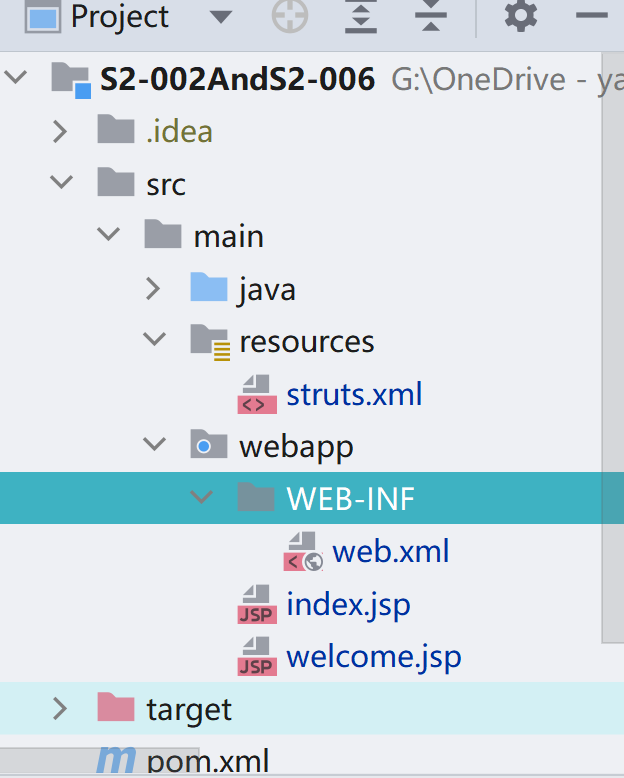 Project
S2-002AndS2-006 G:\OneDrive - ya
.idea
src
main
java
resources
struts.xml
webapp
WEB-INF
web.xml
JSP index.jsp
JSP welcome.jsp
target
m pom.xml